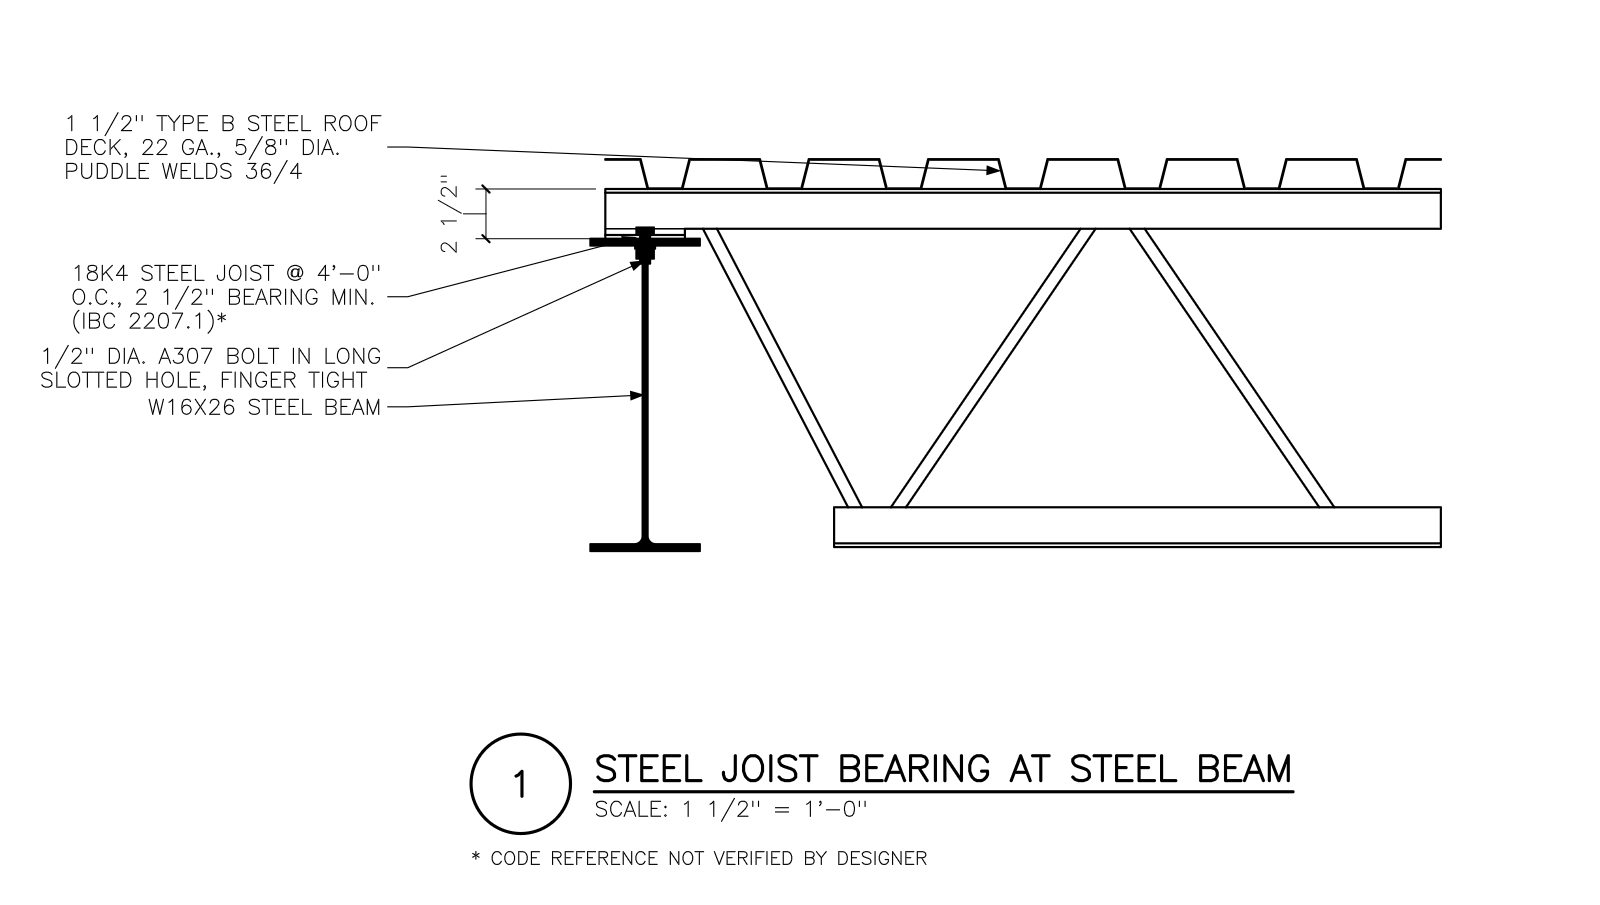 1 1/2" TYPE B STEEL ROOF
DECK, 22 GA., 5/8" DIA.
PUDDLE WELDS 36/4
2 1/2"
18K4 STEEL JOIST @ 4'-0"
O.C., 2 1/2" BEARING MIN.
(IBC 2207.1)*
1/2" DIA. A307 BOLT IN LONG
SLOTTED HOLE, FINGER TIGHT
W16X26 STEEL BEAM
1
STEEL JOIST BEARING AT STEEL BEAM
SCALE: 1 1/2" = 1'-0"
* CODE REFERENCE NOT VERIFIED BY DESIGNER